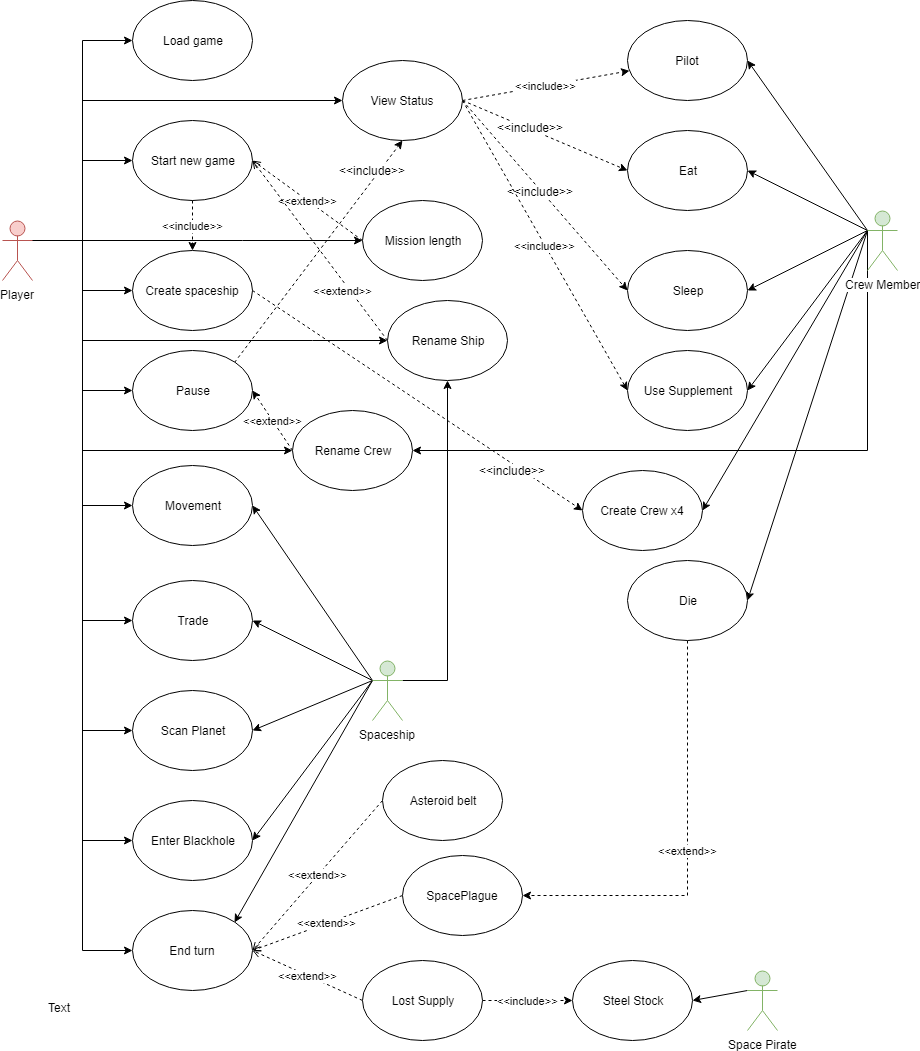 Load game
Pilot
<<include>>
View Status
<<include>>
Start new game
<<include>>
Eat
<<extend>>
<<include>>
<<include>>
Mission length
<<include>>
Player
Create spaceship
<<extend>>
Sleep
Crew Member
Rename Ship
Pause
Use Supplement
<<extend>>
Rename Crew
<<include>>
Movement
Create Crew x4
Trade
Die
Scan Planet
Spaceship
Asteroid belt
Enter Blackhole
<<extend>>
<<extend>>
SpacePlague
<<extend>>
End turn
<<extend>>
Text
Lost Supply
<<include>>
Steel Stock
Space Pirate